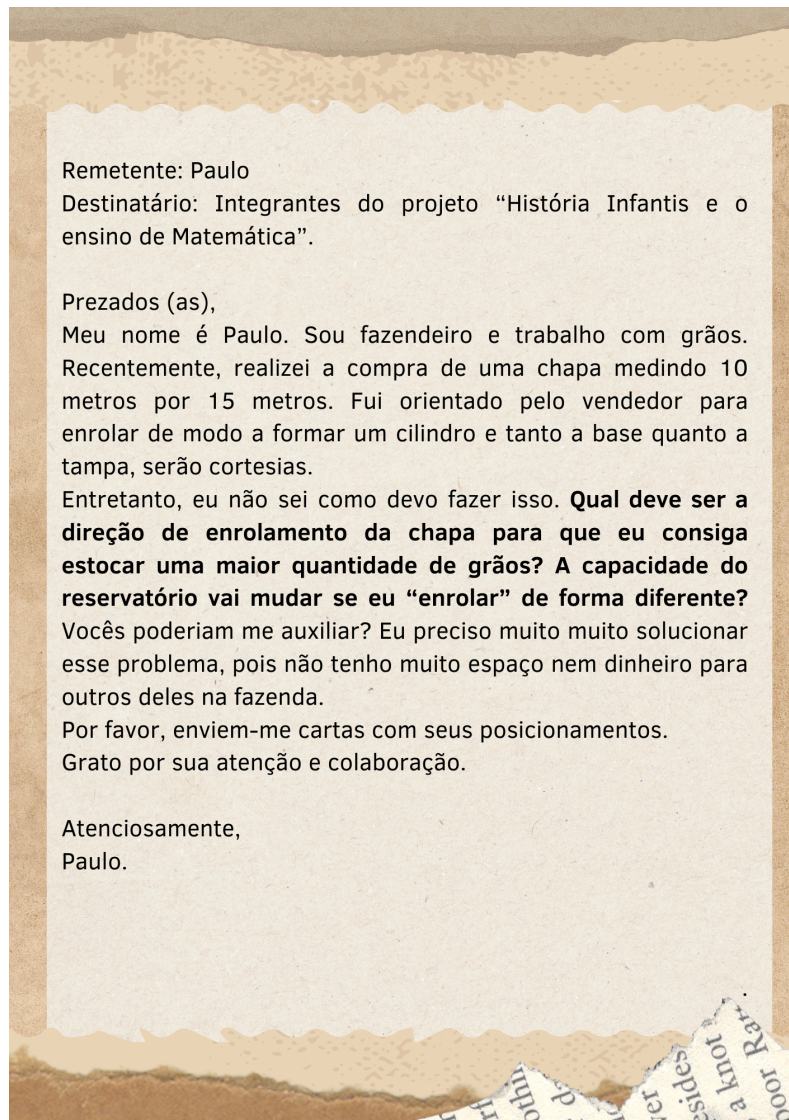 Remetente: Paulo
Destinatário: Integrantes do projeto “História Infantis e o
ensino de Matemática”.
Prezados (as),
Meu nome é Paulo. Sou fazendeiro e trabalho com grãos.
Recentemente, realizei a compra de uma chapa medindo 10
metros por 15 metros. Fui orientado pelo vendedor para
enrolar de modo a formar um cilindro e tanto a base quanto a
tampa, serão cortesias.
Entretanto, eu não sei como devo fazer isso. Qual deve ser a
direção de enrolamento da chapa para que eu consiga
estocar uma maior quantidade de grãos? A capacidade do
reservatório vai mudar se eu “enrolar” de forma diferente?
Vocês poderiam me auxiliar? Eu preciso muito muito solucionar
esse problema, pois não tenho muito espaço nem dinheiro para
outros deles na fazenda.
Por favor, enviem-me cartas com seus posicionamentos.
Grato por sua atenção e colaboração.
Atenciosamente,
Paulo.
.
sides
a knot
oor